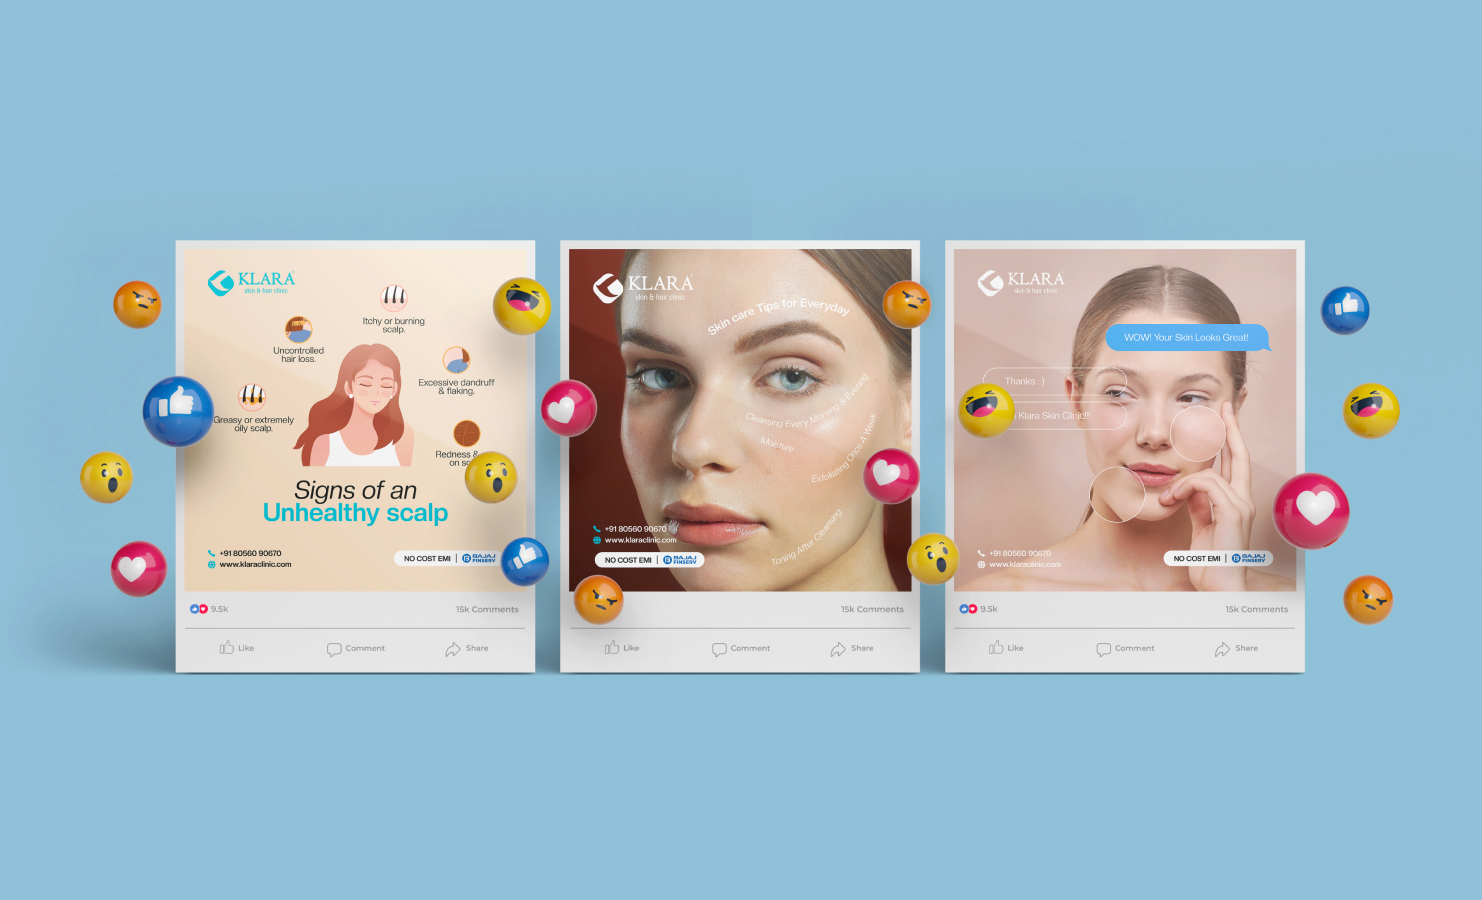 KLARA
skin & hair clinic
Itchy or burning
scalp.
Uncontrolled
hair loss.
Excessive dandruff
& flaking.
Greasy or extremely
oily scalp.
Redness &
on
Signs of an
Unhealthy scalp
+91 80560 90670
www.klaraclinic.com
NO COST EMI | BAJAJ
FINSERV
9.5k
15k Comments
Like
Comment
Share
KLARA
skin & hair clinic
Skin care Tips for Everyday
Cleansing Every Morning & Evening
Moisture
Exfoliating Once A Week
Toning After Cleansing
+91 80560 90670
www.klaraclinic.com
NO COST EMI | BAJAJ
FINSERV
15k Comments
Like
Comment
Share
KLARA
skin & hair clinic
WOW! Your Skin Looks Great!
Thanks :)
Klara Skin Clinic!!
+91 80560 90670
www.klaraclinic.com
NO COST EMI | BAJAJ
FINSERV
9.5k
15k Comments
Like
Comment
Share